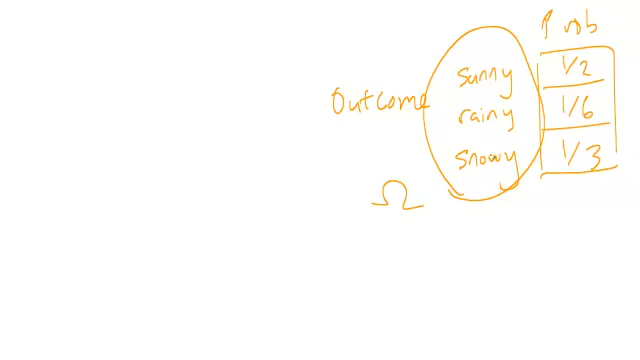 Prob
sunny 1/2
Outcome
rainy 1/6
snowy 1/3
Ω